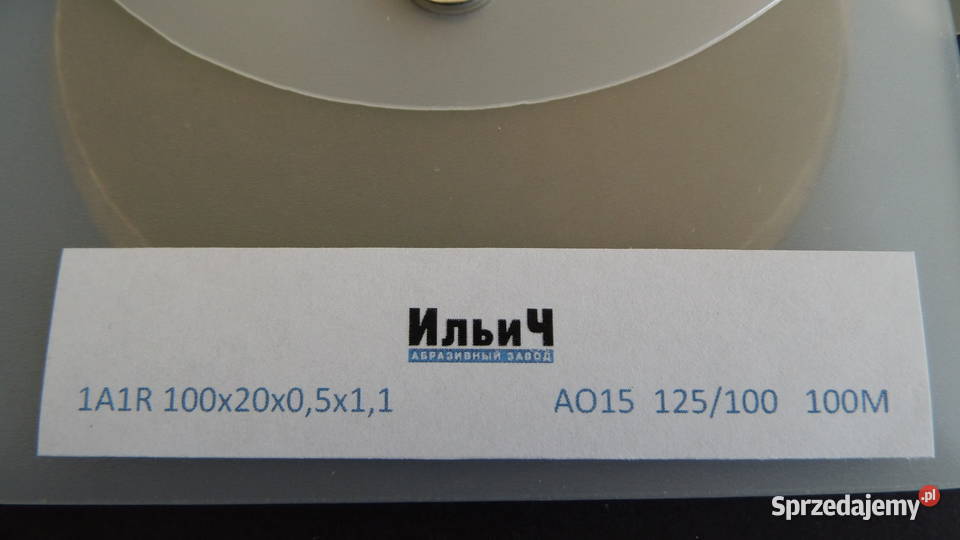 ИльиЧ
АБРАЗИВНЫЙ ЗАВОД
1A1R 100x20x0,5x1,1 AO15 125/100 100M
Sprzedajemy.pl